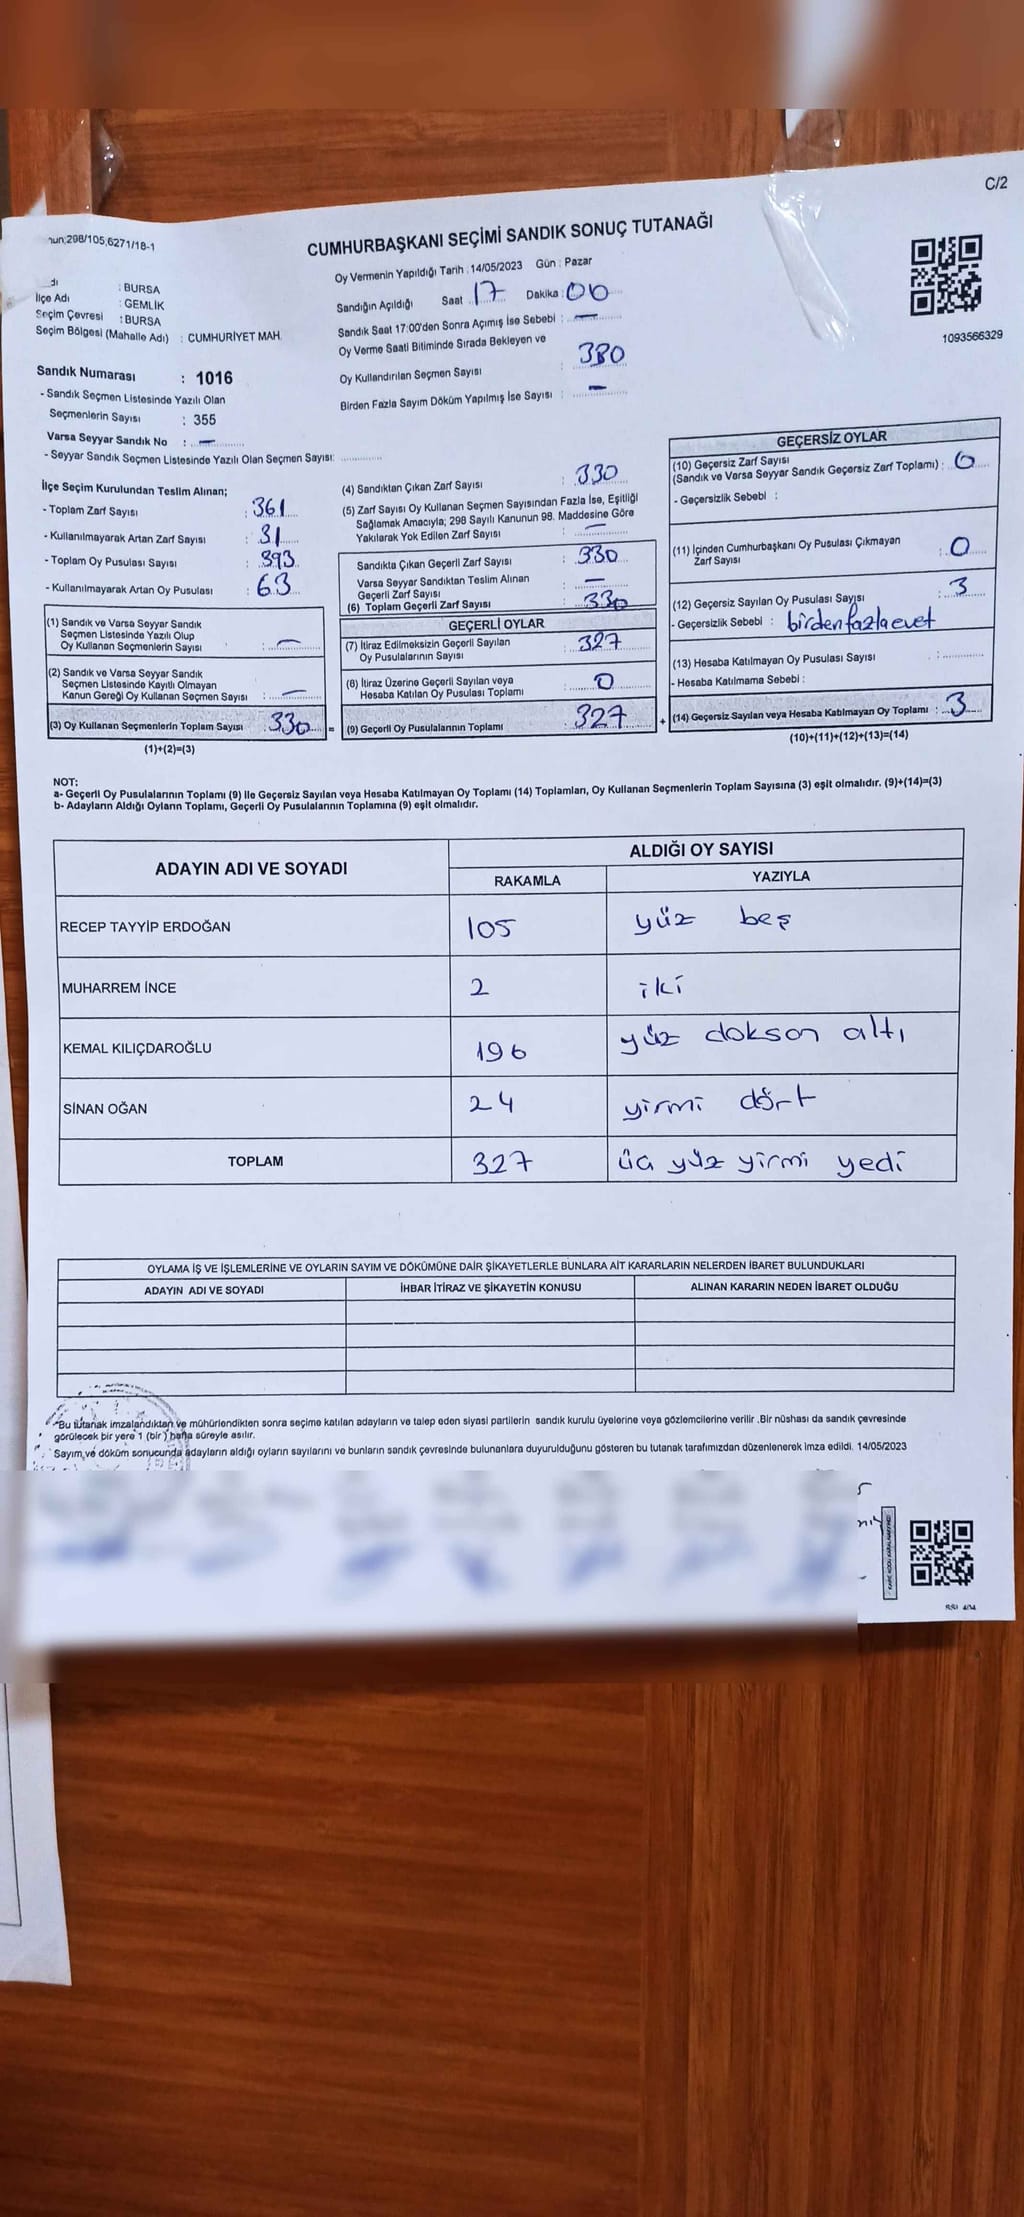 C/2
298/105,6271/18-1
CUMHURBAŞKANI SEÇİMİ SANDIK SONUÇ TUTANAĞI
Oy Vermenin Yapıldığı Tarih : 14/05/2023 Gün : Pazar
: BURSA
İlçe Adı : GEMLİK
Seçim Çevresi : BURSA
Seçim Bölgesi (Mahalle Adı) : CUMHURİYET MAH.
Sandığın Açıldığı Saat 17 Dakika : 00
Sandık Saat 17:00'den Sonra Açımış İse Sebebi : —
Oy Verme Saati Bitiminde Sırada Bekleyen ve
Oy Kullandırılan Seçmen Sayısı : 330
Birden Fazla Sayım Döküm Yapılmış İse Sayısı : —
1093566329
Sandık Numarası : 1016
- Sandık Seçmen Listesinde Yazılı Olan
Seçmenlerin Sayısı : 355
Varsa Seyyar Sandık No : —
- Seyyar Sandık Seçmen Listesinde Yazılı Olan Seçmen Sayısı:
İlçe Seçim Kurulundan Teslim Alınan;
- Toplam Zarf Sayısı : 361
- Kullanılmayarak Artan Zarf Sayısı : 31
- Toplam Oy Pusulası Sayısı : 393
- Kullanılmayarak Artan Oy Pusulası : 63
(1) Sandık ve Varsa Seyyar Sandık
Seçmen Listesinde Yazılı Olup
Oy Kullanan Seçmenlerin Sayısı : —
(2) Sandık ve Varsa Seyyar Sandık
Seçmen Listesinde Kayıtlı Olmayan
Kanun Gereği Oy Kullanan Seçmen Sayısı : —
(3) Oy Kullanan Seçmenlerin Toplam Sayısı : 330 =
(1)+(2)=(3)
(4) Sandıktan Çıkan Zarf Sayısı : 330
(5) Zarf Sayısı Oy Kullanan Seçmen Sayısından Fazla İse, Eşitliği
Sağlamak Amacıyla; 298 Sayılı Kanunun 98. Maddesine Göre
Yakılarak Yok Edilen Zarf Sayısı : —
Sandıkta Çıkan Geçerli Zarf Sayısı : 330
Varsa Seyyar Sandıktan Teslim Alınan
Geçerli Zarf Sayısı : —
(6) Toplam Geçerli Zarf Sayısı : 330
GEÇERLİ OYLAR
(7) İtiraz Edilmeksizin Geçerli Sayılan
Oy Pusulalarının Sayısı : 327
(8) İtiraz Üzerine Geçerli Sayılan veya
Hesaba Katılan Oy Pusulası Toplamı : 0
(9) Geçerli Oy Pusulalarının Toplamı : 327 +
GEÇERSİZ OYLAR
(10) Geçersiz Zarf Sayısı
(Sandık ve Varsa Seyyar Sandık Geçersiz Zarf Toplamı) : 0
- Geçersizlik Sebebi :
(11) İçinden Cumhurbaşkanı Oy Pusulası Çıkmayan
Zarf Sayısı : 0
(12) Geçersiz Sayılan Oy Pusulası Sayısı : 3
- Geçersizlik Sebebi : birden fazla evet
(13) Hesaba Katılmayan Oy Pusulası Sayısı :
- Hesaba Katılmama Sebebi :
(14) Geçersiz Sayılan veya Hesaba Katılmayan Oy Toplamı : 3
(10)+(11)+(12)+(13)=(14)
NOT:
a- Geçerli Oy Pusulalarının Toplamı (9) ile Geçersiz Sayılan veya Hesaba Katılmayan Oy Toplamı (14) Toplamları, Oy Kullanan Seçmenlerin Toplam Sayısına (3) eşit olmalıdır. (9)+(14)=(3)
b- Adayların Aldığı Oyların Toplamı, Geçerli Oy Pusulalarının Toplamına (9) eşit olmalıdır.
ADAYIN ADI VE SOYADI ALDIĞI OY SAYISI
RAKAMLA YAZIYLA
RECEP TAYYİP ERDOĞAN 105 yüz beş
MUHARREM İNCE 2 iki
KEMAL KILIÇDAROĞLU 196 yüz doksan altı
SİNAN OĞAN 24 yirmi dört
TOPLAM 327 üç yüz yirmi yedi
OYLAMA İŞ VE İŞLEMLERİNE VE OYLARIN SAYIM VE DÖKÜMÜNE DAİR ŞİKAYETLERLE BUNLARA AİT KARARLARIN NELERDEN İBARET BULUNDUKLARI
ADAYIN ADI VE SOYADI İHBAR İTİRAZ VE ŞİKAYETİN KONUSU ALINAN KARARIN NEDEN İBARET OLDUĞU
"Bu tutanak imzalandıktan ve mühürlendikten sonra seçime katılan adayların ve talep eden siyasi partilerin sandık kurulu üyelerine veya gözlemcilerine verilir .Bir nüshası da sandık çevresinde
görülecek bir yere 1 (bir ) hafta süreyle asılır.
Sayım ve döküm sonucunda adayların aldığı oyların sayılarını ve bunların sandık çevresinde bulunanlara duyurulduğunu gösteren bu tutanak tarafımızdan düzenlenerek imza edildi. 14/05/2023